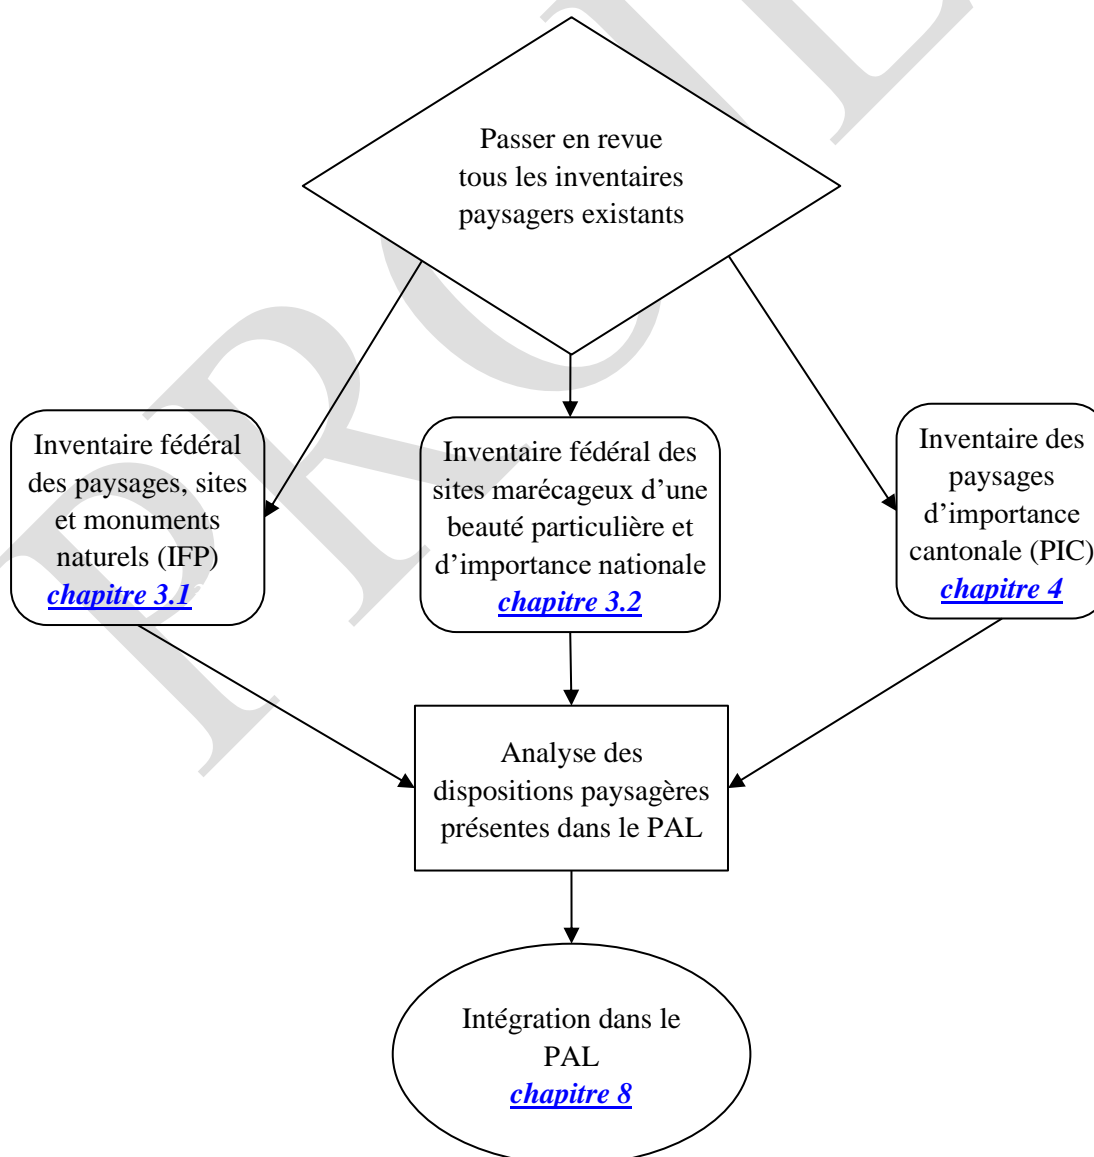 Passer en revue
tous les inventaires
paysagers existants
Inventaire fédéral
des paysages, sites
et monuments
naturels (IFP)
chapitre 3.1
Inventaire fédéral des
sites marécageux d’une
beauté particulière et
d’importance nationale
chapitre 3.2
Inventaire des
paysages
d’importance
cantonale (PIC)
chapitre 4
Analyse des
dispositions paysagères
présentes dans le PAL
Intégration dans le
PAL
chapitre 8